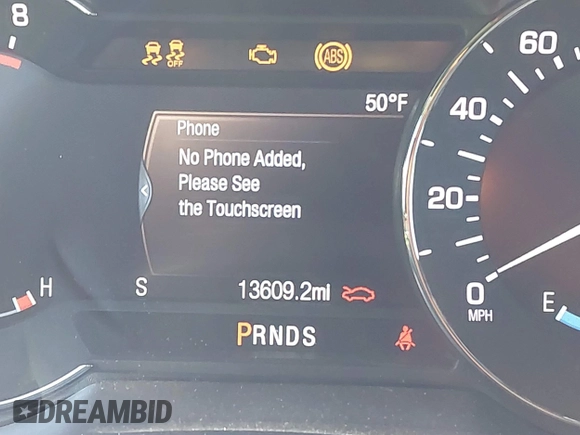 8
OFF
ABS
60
50°F
40
Phone
No Phone Added,
Please See
the Touchscreen
20
H
S
13609.2mi
0
MPH
E
PRNDS
DREAMBID